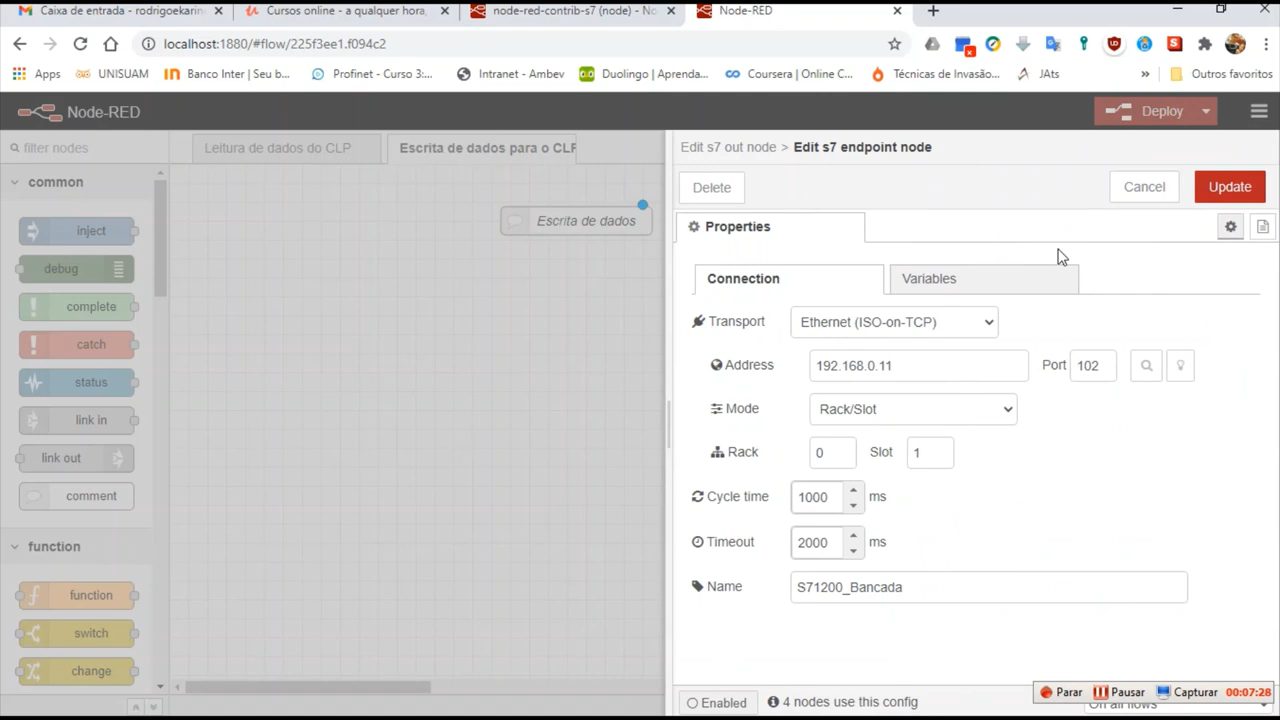 Caixa de entrada - rodrigoekarin
Cursos online - a qualquer hora,
node-red-contrib-s7 (node) - No
Node-RED
localhost:1880/#flow/225f3ee1.f094c2
Apps
UNISUAM
Banco Inter | Seu b...
Profinet - Curso 3:...
Intranet - Ambev
Duolingo | Aprenda...
Coursera | Online C...
Técnicas de Invasão...
JAts
»
Outros favoritos
Node-RED
Deploy
filter nodes
Leitura de dados do CLP
Escrita de dados para o CLP
Edit s7 out node > Edit s7 endpoint node
Delete
Cancel
Update
common
inject
debug
complete
catch
status
link in
link out
comment
function
function
switch
change
Escrita de dados
Properties
Connection
Variables
Transport
Ethernet (ISO-on-TCP)
Address
192.168.0.11
Port
102
Mode
Rack/Slot
Rack
0
Slot
1
Cycle time
1000
ms
Timeout
2000
ms
Name
S71200_Bancada
Enabled
4 nodes use this config
On all flows
Parar
Pausar
Capturar
00:07:28